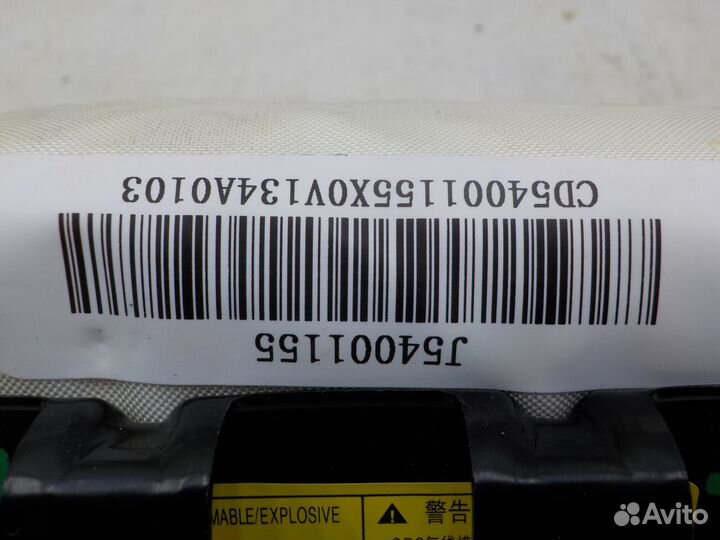 CD54001155X0V134A0103
J54001155
MABLE/EXPLOSIVE
警告
Avito